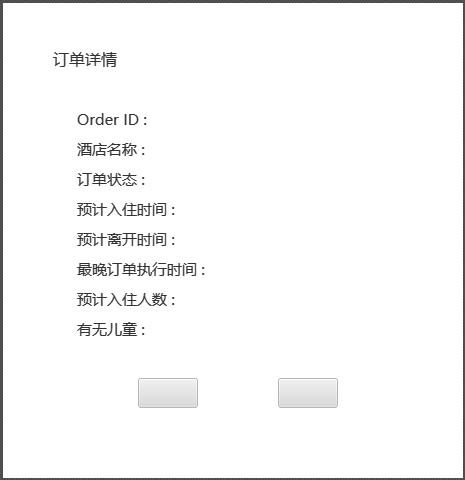 订单详情
Order ID :
酒店名称 :
订单状态 :
预计入住时间 :
预计离开时间 :
最晚订单执行时间 :
预计入住人数 :
有无儿童 :